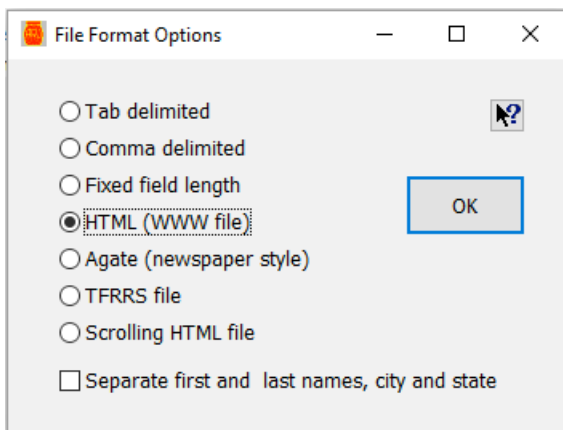 File Format Options
Tab delimited
Comma delimited
Fixed field length
HTML (WWW file)
Agate (newspaper style)
TFRRS file
Scrolling HTML file
Separate first and  last names, city and state
?
OK